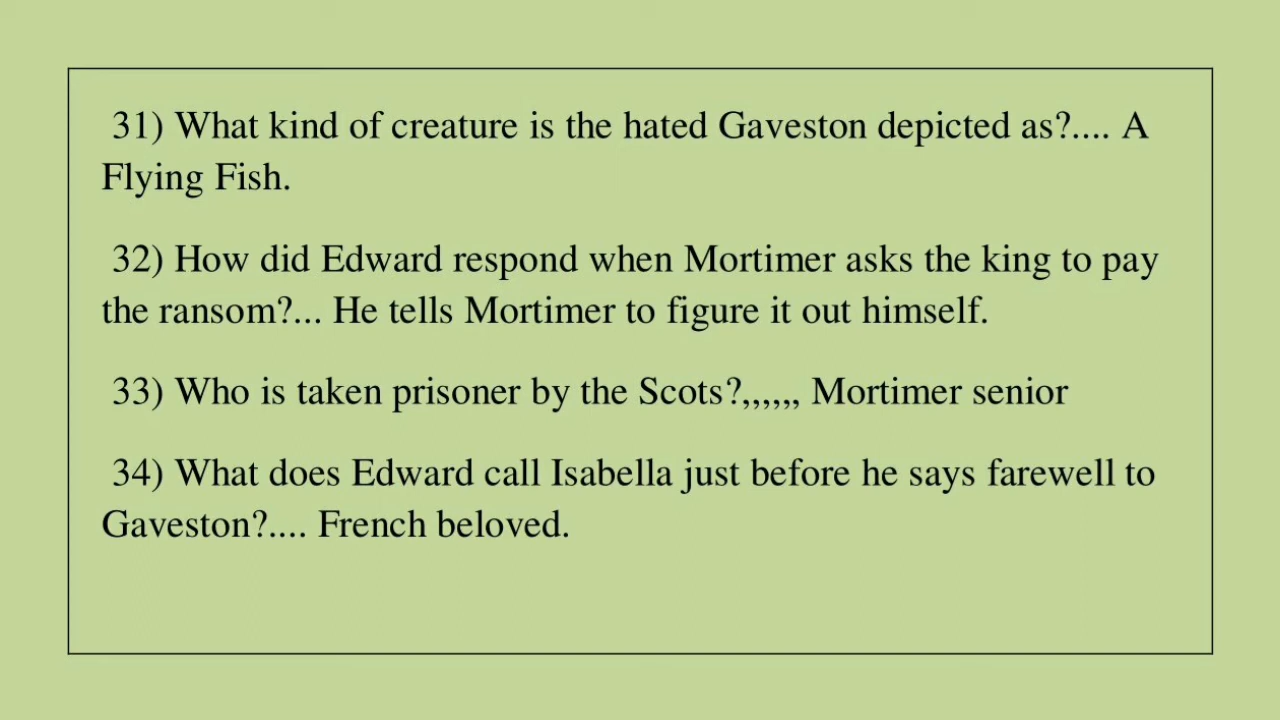 31) What kind of creature is the hated Gaveston depicted as?.... A
Flying Fish.
32) How did Edward respond when Mortimer asks the king to pay
the ransom?... He tells Mortimer to figure it out himself.
33) Who is taken prisoner by the Scots?,,,,,, Mortimer senior
34) What does Edward call Isabella just before he says farewell to
Gaveston?.... French beloved.